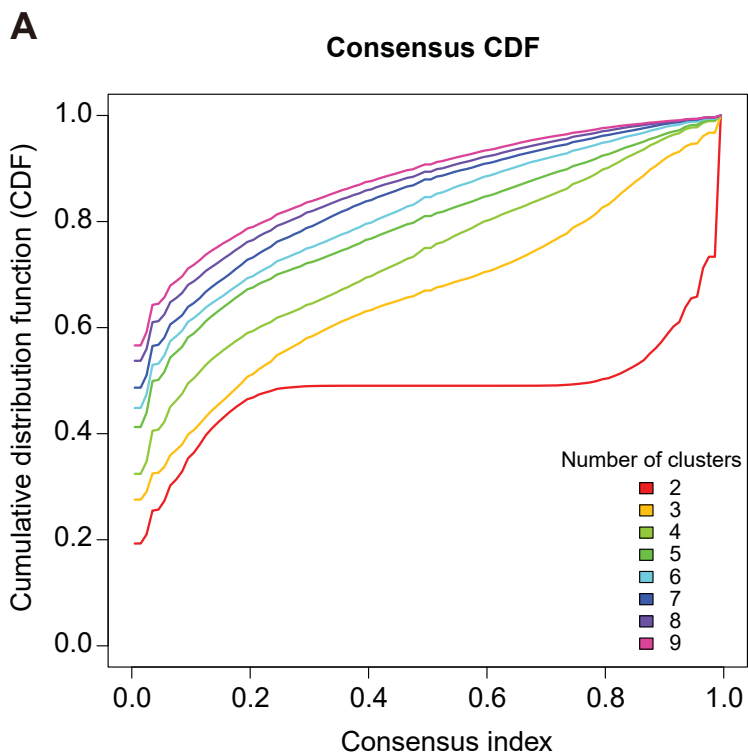 A
Consensus CDF
Cumulative distribution function (CDF)
1.0
0.8
0.6
0.4
0.2
0.0
Number of clusters
2
3
4
5
6
7
8
9
0.0 0.2 0.4 0.6 0.8 1.0
Consensus index